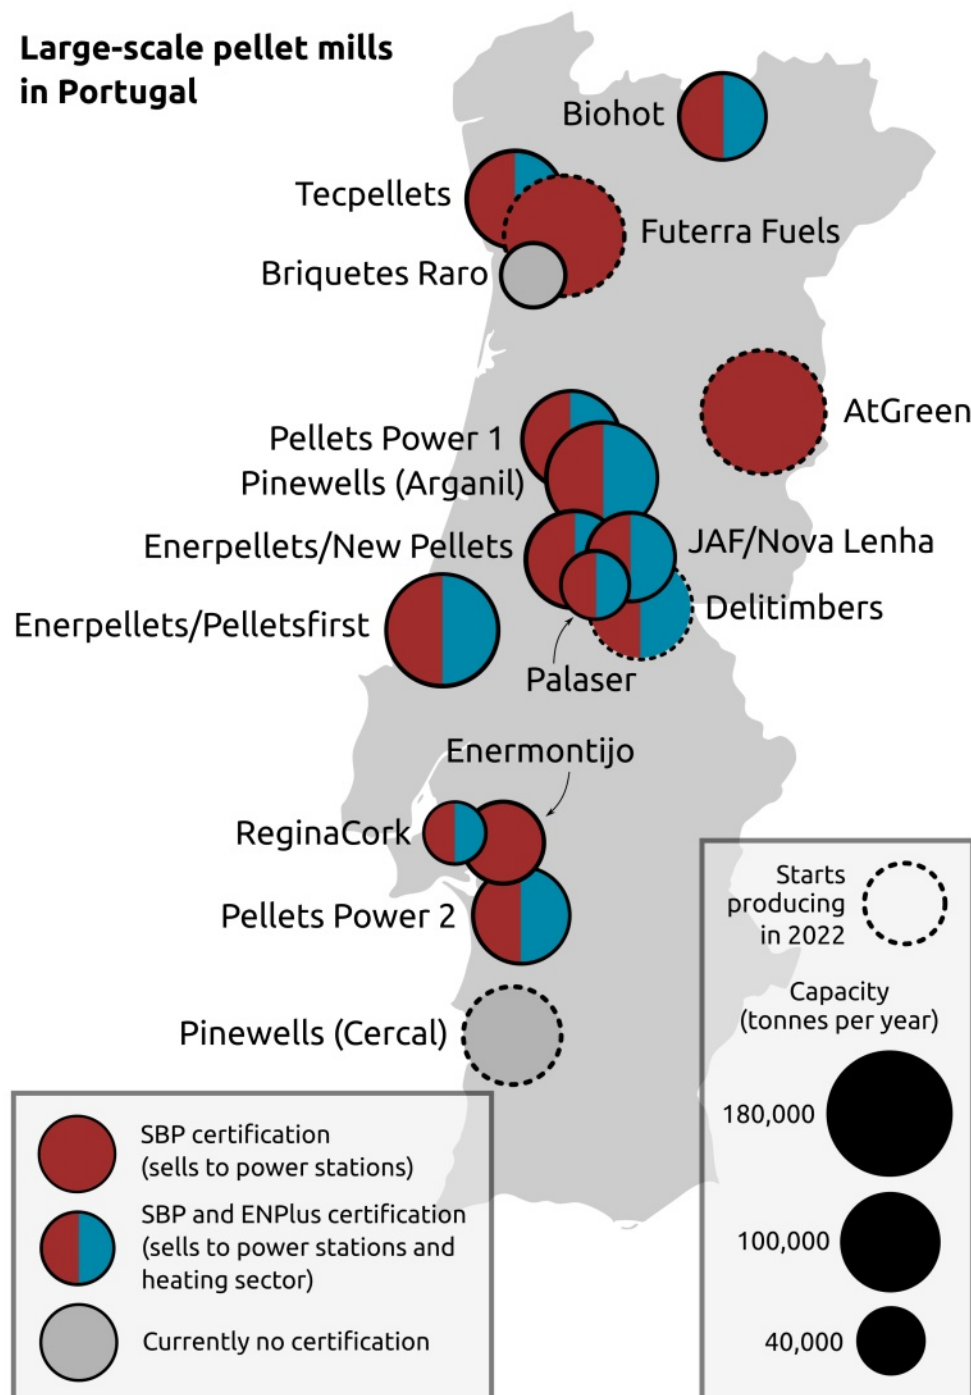 Large-scale pellet mills
in Portugal
Biohot
Tecpellets
Futerra Fuels
Briquetes Raro
AtGreen
Pellets Power 1
Pinewells (Arganil)
Enerpellets/New Pellets
JAF/Nova Lenha
Delitimbers
Enerpellets/Pelletsfirst
Palaser
Enermontijo
ReginaCork
Pellets Power 2
Pinewells (Cercal)
Starts
producing
in 2022
Capacity
(tonnes per year)
180,000
100,000
40,000
SBP certification
(sells to power stations)
SBP and ENPlus certification
(sells to power stations and
heating sector)
Currently no certification